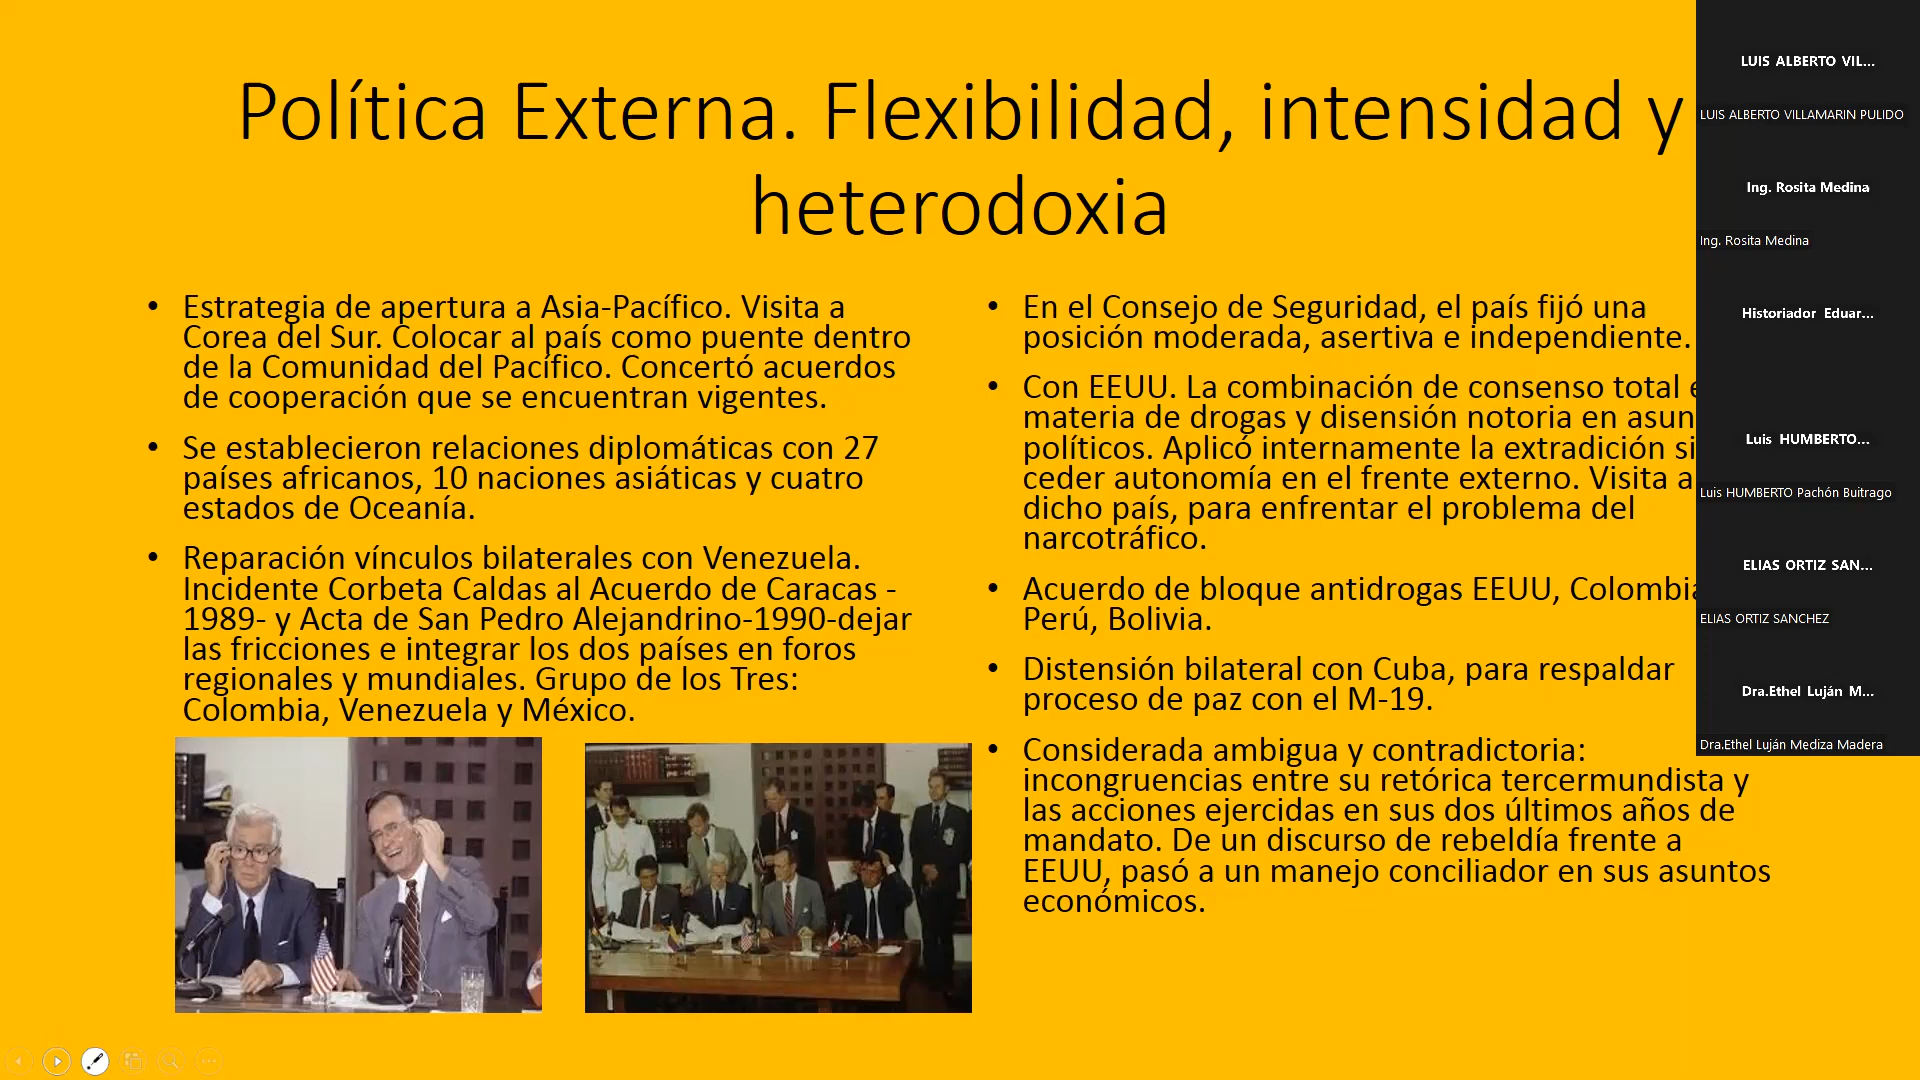 Política Externa. Flexibilidad, intensidad y
heterodoxia
• Estrategia de apertura a Asia-Pacífico. Visita a
Corea del Sur. Colocar al país como puente dentro
de la Comunidad del Pacífico. Concertó acuerdos
de cooperación que se encuentran vigentes.
• Se establecieron relaciones diplomáticas con 27
países africanos, 10 naciones asiáticas y cuatro
estados de Oceanía.
• Reparación vínculos bilaterales con Venezuela.
Incidente Corbeta Caldas al Acuerdo de Caracas -
1989- y Acta de San Pedro Alejandrino-1990-dejar
las fricciones e integrar los dos países en foros
regionales y mundiales. Grupo de los Tres:
Colombia, Venezuela y México.
• En el Consejo de Seguridad, el país fijó una
posición moderada, asertiva e independiente.
• Con EEUU. La combinación de consenso total
materia de drogas y disensión notoria en
políticos. Aplicó internamente la extradición
ceder autonomía en el frente externo. Visita a
dicho país, para enfrentar el problema del
narcotráfico.
• Acuerdo de bloque antidrogas EEUU, Colombia
Perú, Bolivia.
• Distensión bilateral con Cuba, para respaldar
proceso de paz con el M-19.
• Considerada ambigua y contradictoria:
incongruencias entre su retórica tercermundista y
las acciones ejercidas en sus dos últimos años de
mandato. De un discurso de rebeldía frente a
EEUU, pasó a un manejo conciliador en sus asuntos
económicos.
LUIS ALBERTO VIL...
LUIS ALBERTO VILLAMARIN PULIDO
Ing. Rosita Medina
Ing. Rosita Medina
Historiador Eduar...
Luis HUMBERTO...
Luis HUMBERTO Pachón Buitrago
ELIAS ORTIZ SAN...
ELIAS ORTIZ SANCHEZ
Dra.Ethel Luján M...
Dra.Ethel Luján Mediza Madera